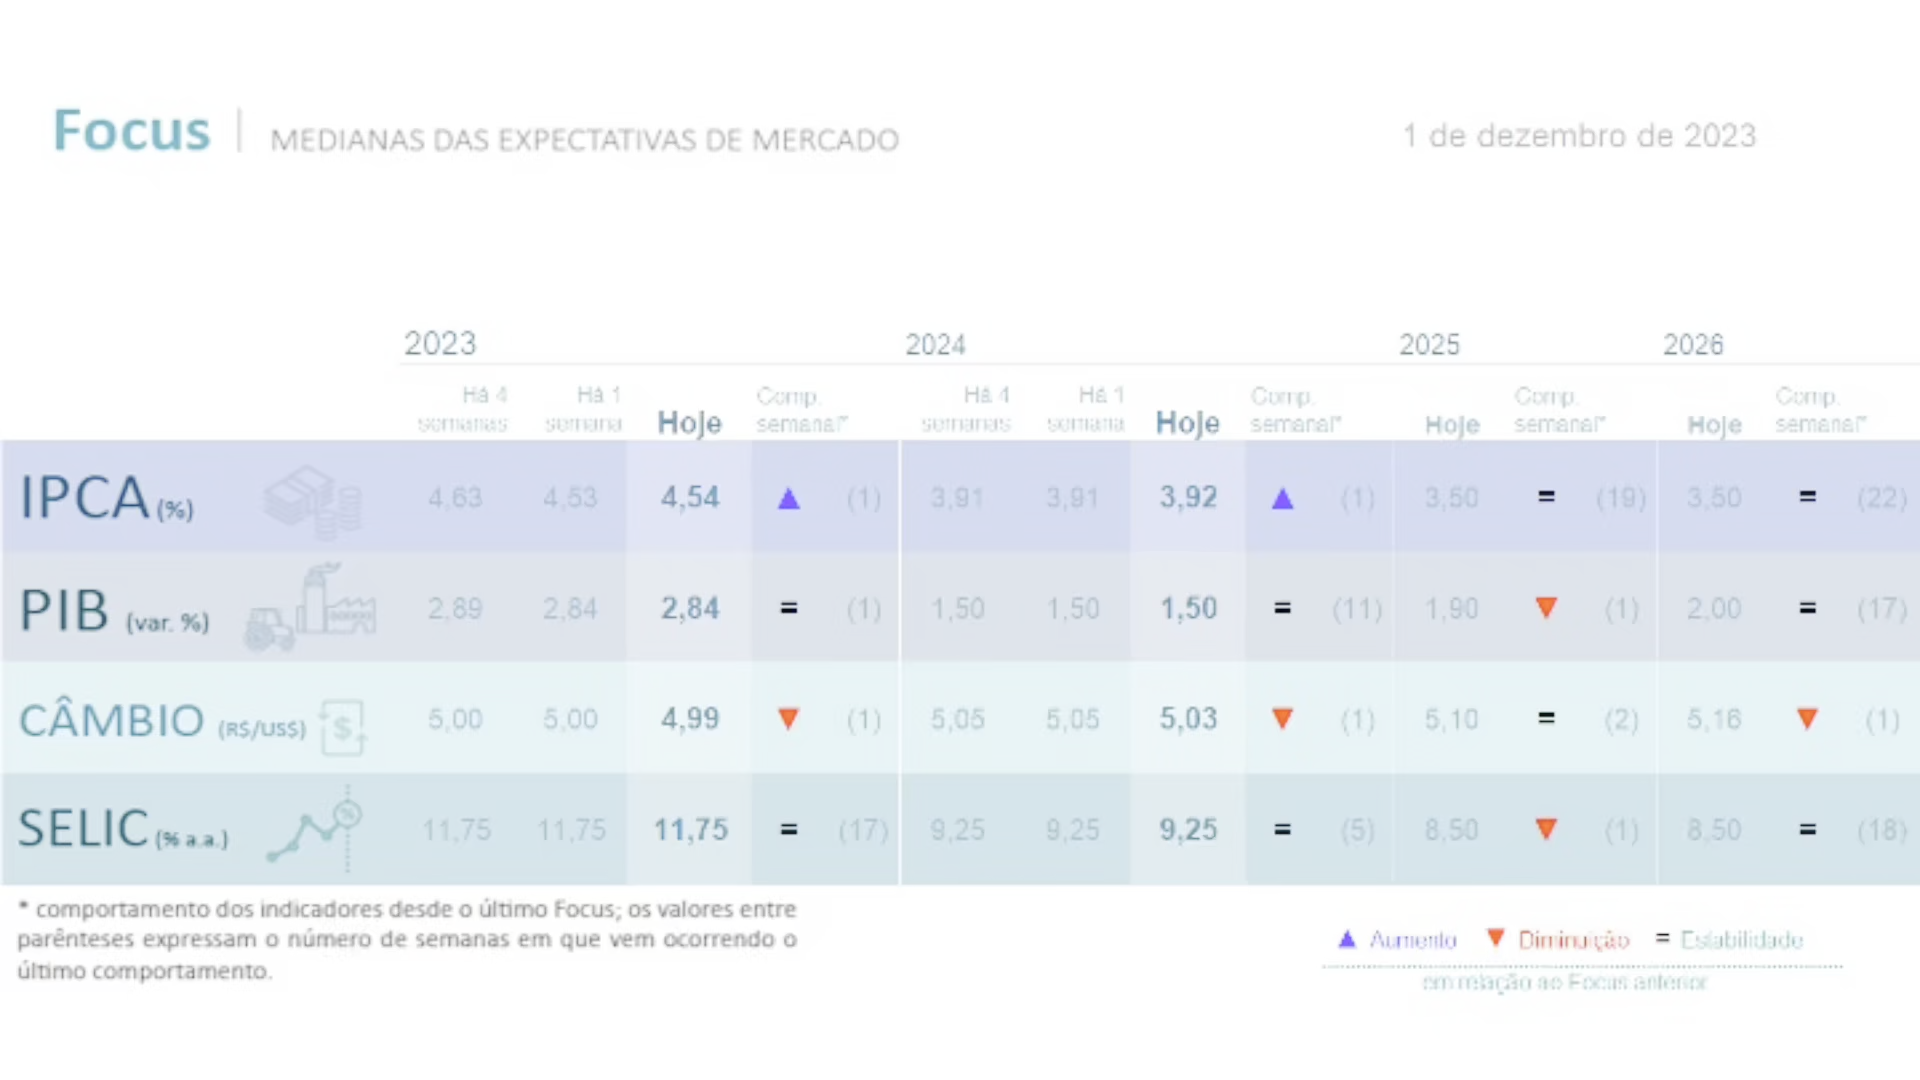 Focus | MEDIANAS DAS EXPECTATIVAS DE MERCADO 1 de dezembro de 2023
2023 2024 2025 2026
Há 4 semanas Há 1 semana Hoje Comp. semanal* Há 4 semanas Há 1 semana Hoje Comp. semanal* Hoje Comp. semanal* Hoje Comp. semanal*
IPCA (%) 4,63 4,53 4,54 ▲ (1) 3,91 3,91 3,92 ▲ (1) 3,50 = (19) 3,50 = (22)
PIB (var. %) 2,89 2,84 2,84 = (1) 1,50 1,50 1,50 = (11) 1,90 ▼ (1) 2,00 = (17)
CÂMBIO (R$/US$) 5,00 5,00 4,99 ▼ (1) 5,05 5,05 5,03 ▼ (1) 5,10 = (2) 5,16 ▼ (1)
SELIC (% a.a.) 11,75 11,75 11,75 = (17) 9,25 9,25 9,25 = (5) 8,50 ▼ (1) 8,50 = (18)
* comportamento dos indicadores desde o último Focus; os valores entre
parênteses expressam o número de semanas em que vem ocorrendo o
último comportamento.
▲ Aumento ▼ Diminuição = Estabilidade
em relação ao Focus anterior